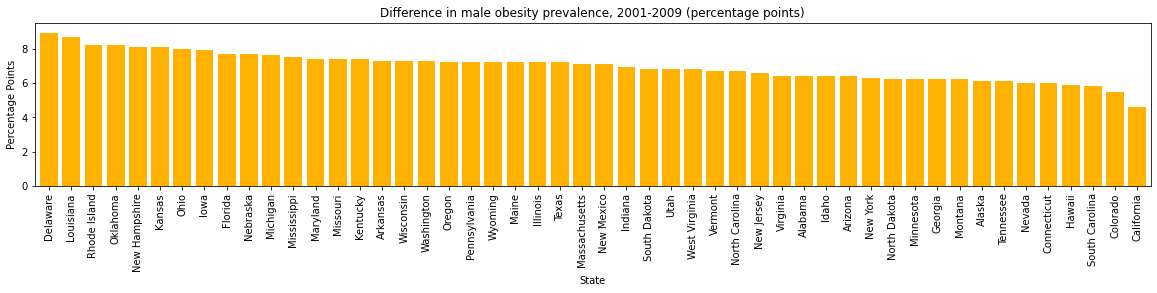 Difference in male obesity prevalence, 2001-2009 (percentage points)
Percentage Points
8
6
4
2
0
Delaware
Louisiana
Rhode Island
Oklahoma
New Hampshire
Kansas
Ohio
Iowa
Florida
Nebraska
Michigan
Mississippi
Maryland
Missouri
Kentucky
Arkansas
Wisconsin
Washington
Oregon
Pennsylvania
Wyoming
Maine
Illinois
Texas
Massachusetts
New Mexico
Indiana
South Dakota
Utah
West Virginia
Vermont
North Carolina
New Jersey
Virginia
Alabama
Idaho
Arizona
New York
North Dakota
Minnesota
Georgia
Montana
Alaska
Tennessee
Nevada
Connecticut
Hawaii
South Carolina
Colorado
California
State